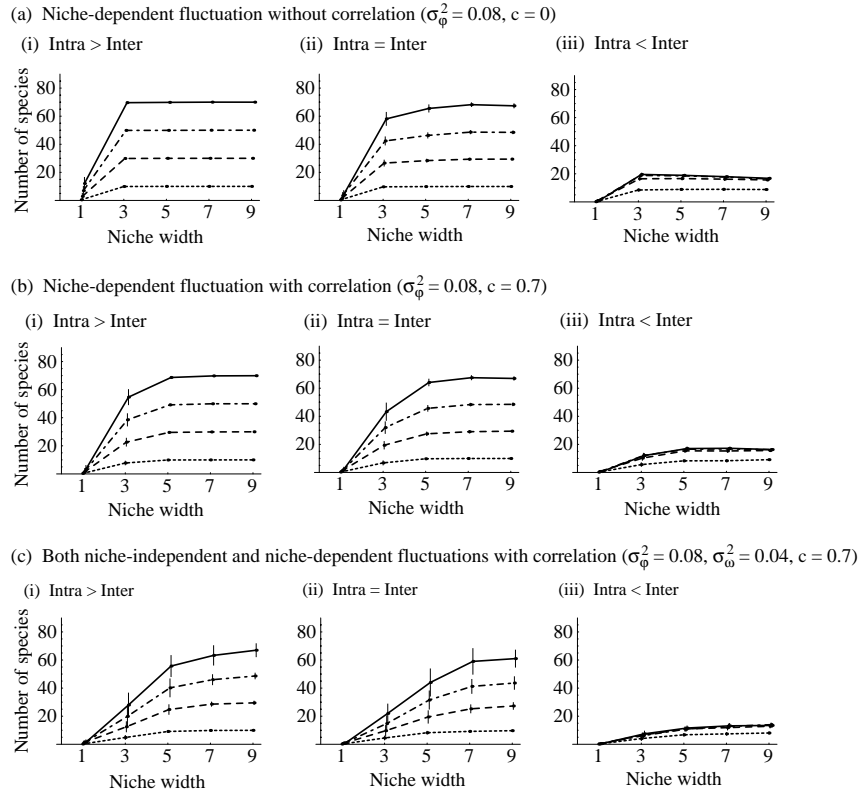 (a) Niche-dependent fluctuation without correlation (σφ² = 0.08, c = 0)
(i) Intra > Inter
(ii) Intra = Inter
(iii) Intra < Inter
Number of species
80
60
40
20
1 3 5 7 9
Niche width
80
60
40
20
1 3 5 7 9
Niche width
80
60
40
20
1 3 5 7 9
Niche width
(b) Niche-dependent fluctuation with correlation (σφ² = 0.08, c = 0.7)
(i) Intra > Inter
(ii) Intra = Inter
(iii) Intra < Inter
Number of species
80
60
40
20
1 3 5 7 9
Niche width
80
60
40
20
1 3 5 7 9
Niche width
80
60
40
20
1 3 5 7 9
Niche width
(c) Both niche-independent and niche-dependent fluctuations with correlation (σφ² = 0.08, σω² = 0.04, c = 0.7)
(i) Intra > Inter
(ii) Intra = Inter
(iii) Intra < Inter
Number of species
80
60
40
20
0
1 3 5 7 9
Niche width
80
60
40
20
0
1 3 5 7 9
Niche width
80
60
40
20
0
1 3 5 7 9
Niche width